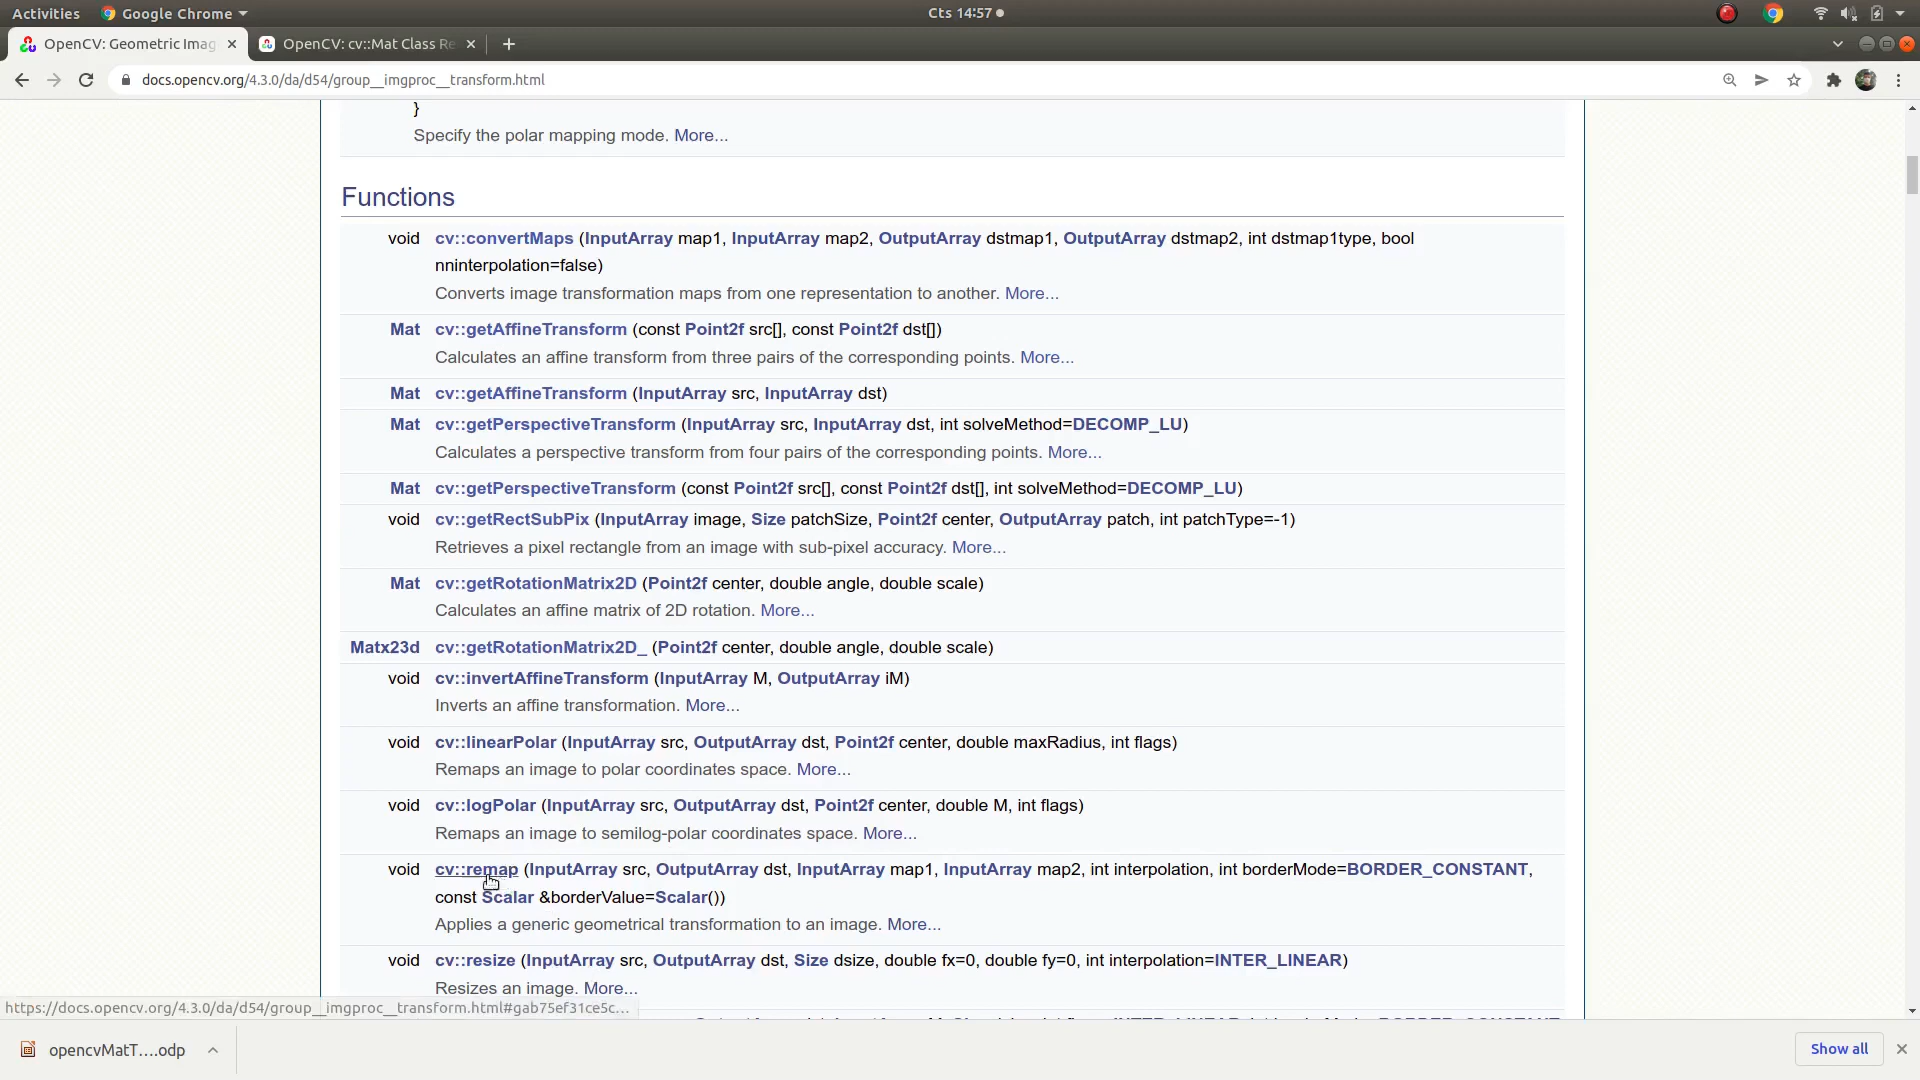 Activities Google Chrome Cts 14:57
OpenCV: Geometric Imag OpenCV: cv::Mat Class Re
docs.opencv.org/4.3.0/da/d54/group__imgproc__transform.html
}
Specify the polar mapping mode. More...
Functions
void cv::convertMaps (InputArray map1, InputArray map2, OutputArray dstmap1, OutputArray dstmap2, int dstmap1type, bool
nninterpolation=false)
Converts image transformation maps from one representation to another. More...
Mat cv::getAffineTransform (const Point2f src[], const Point2f dst[])
Calculates an affine transform from three pairs of the corresponding points. More...
Mat cv::getAffineTransform (InputArray src, InputArray dst)
Mat cv::getPerspectiveTransform (InputArray src, InputArray dst, int solveMethod=DECOMP_LU)
Calculates a perspective transform from four pairs of the corresponding points. More...
Mat cv::getPerspectiveTransform (const Point2f src[], const Point2f dst[], int solveMethod=DECOMP_LU)
void cv::getRectSubPix (InputArray image, Size patchSize, Point2f center, OutputArray patch, int patchType=-1)
Retrieves a pixel rectangle from an image with sub-pixel accuracy. More...
Mat cv::getRotationMatrix2D (Point2f center, double angle, double scale)
Calculates an affine matrix of 2D rotation. More...
Matx23d cv::getRotationMatrix2D_ (Point2f center, double angle, double scale)
void cv::invertAffineTransform (InputArray M, OutputArray iM)
Inverts an affine transformation. More...
void cv::linearPolar (InputArray src, OutputArray dst, Point2f center, double maxRadius, int flags)
Remaps an image to polar coordinates space. More...
void cv::logPolar (InputArray src, OutputArray dst, Point2f center, double M, int flags)
Remaps an image to semilog-polar coordinates space. More...
void cv::remap (InputArray src, OutputArray dst, InputArray map1, InputArray map2, int interpolation, int borderMode=BORDER_CONSTANT,
const Scalar &borderValue=Scalar())
Applies a generic geometrical transformation to an image. More...
void cv::resize (InputArray src, OutputArray dst, Size dsize, double fx=0, double fy=0, int interpolation=INTER_LINEAR)
Resizes an image. More...
https://docs.opencv.org/4.3.0/da/d54/group__imgproc__transform.html#gab75ef31ce5c...
opencvMatT....odp Show all